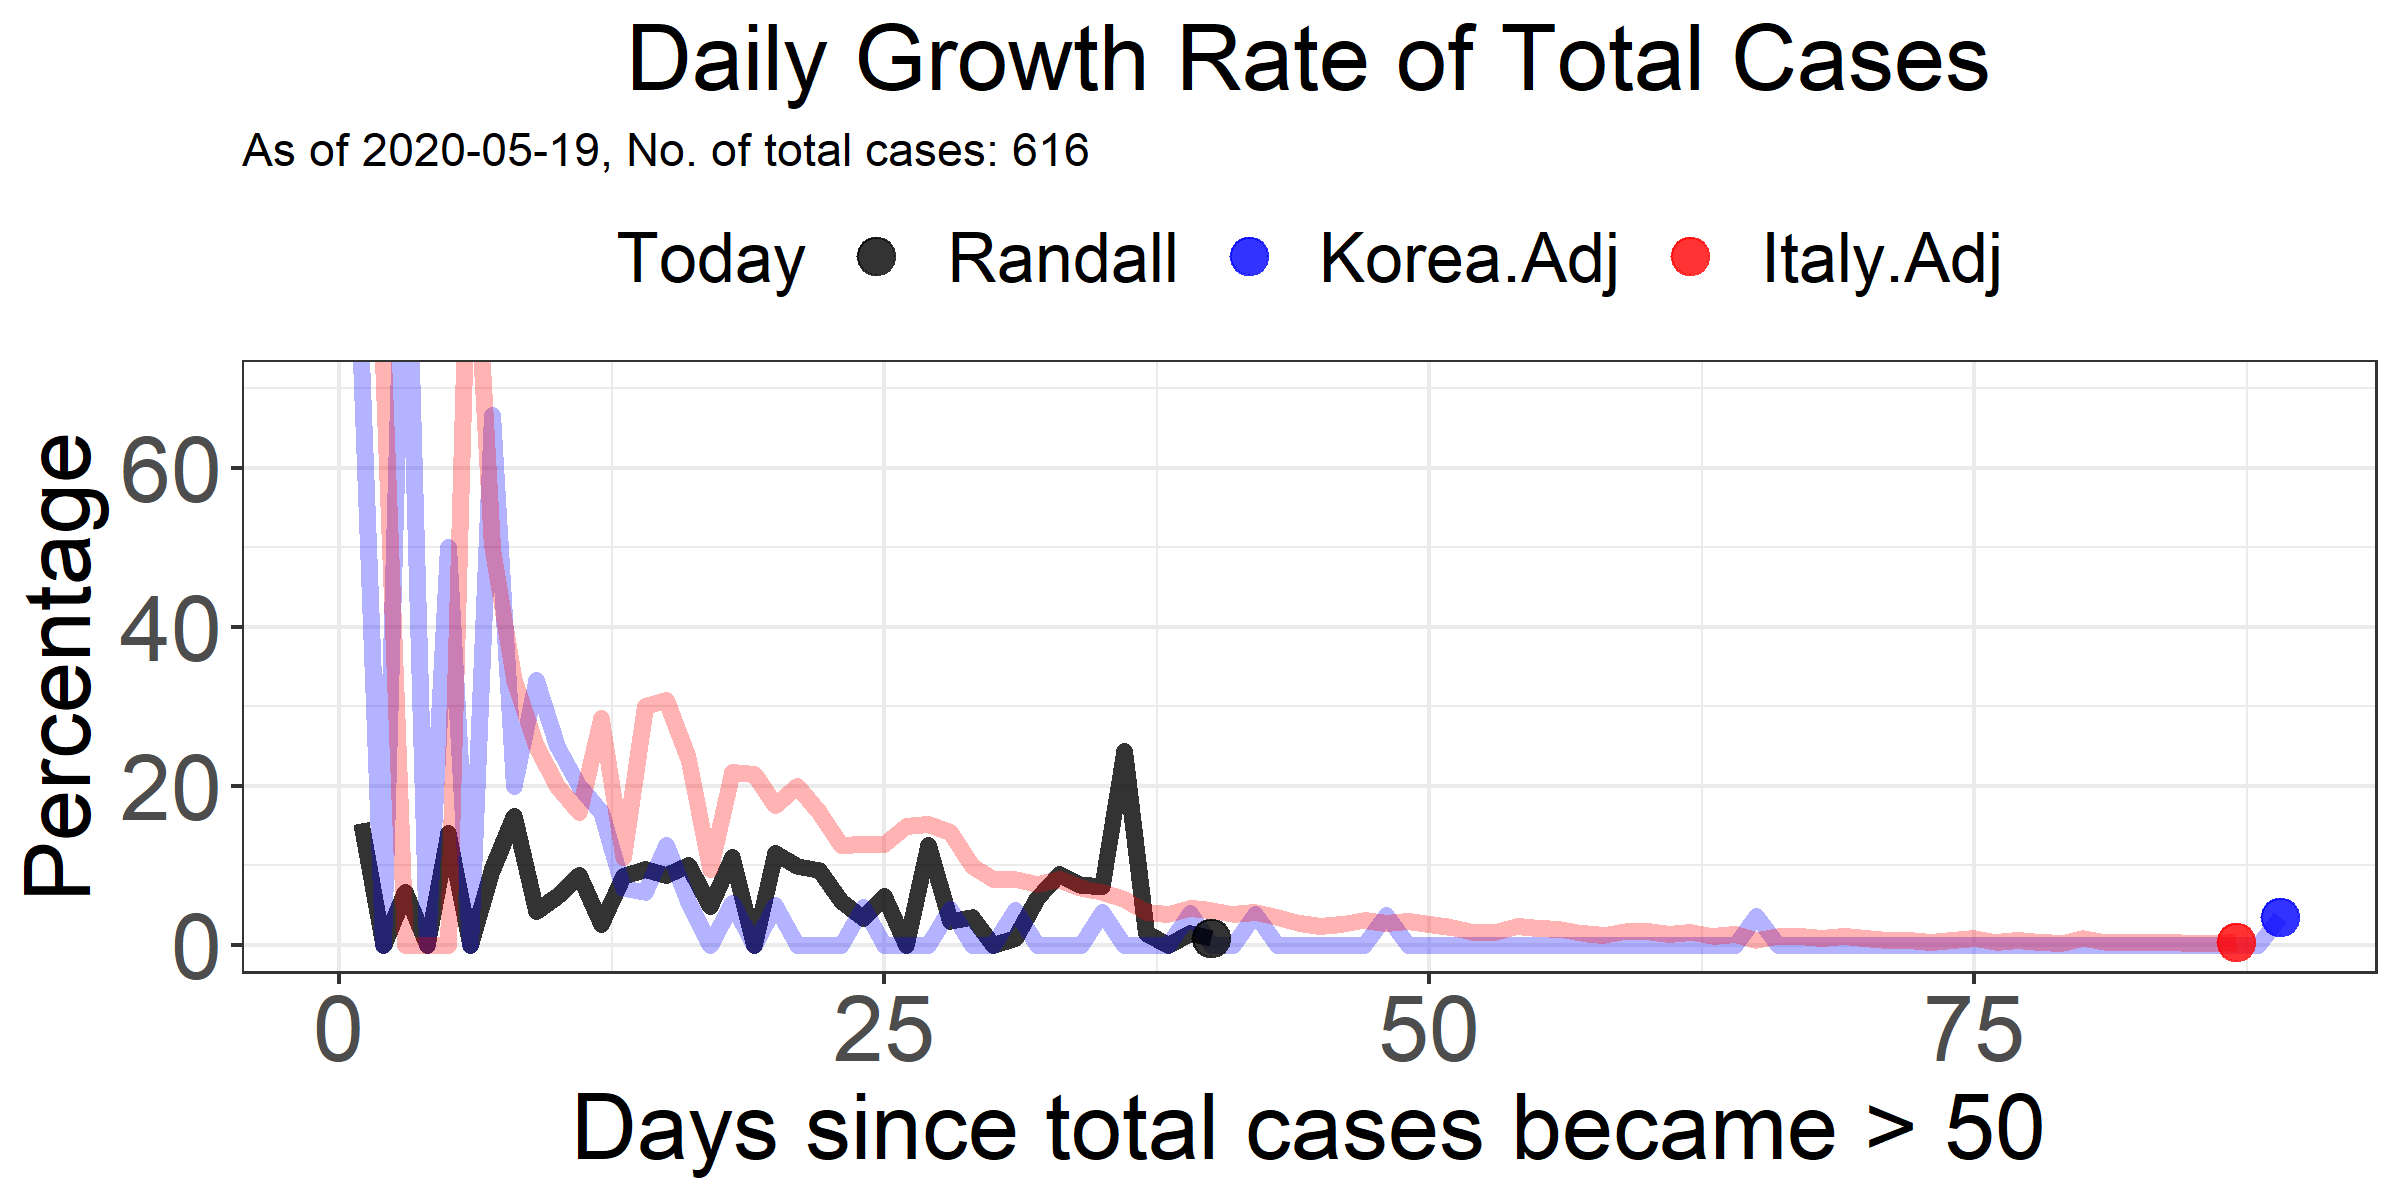 Daily Growth Rate of Total Cases
As of 2020-05-19, No. of total cases: 616
Today Randall Korea.Adj Italy.Adj
Percentage
60
40
20
0
0 25 50 75
Days since total cases became > 50